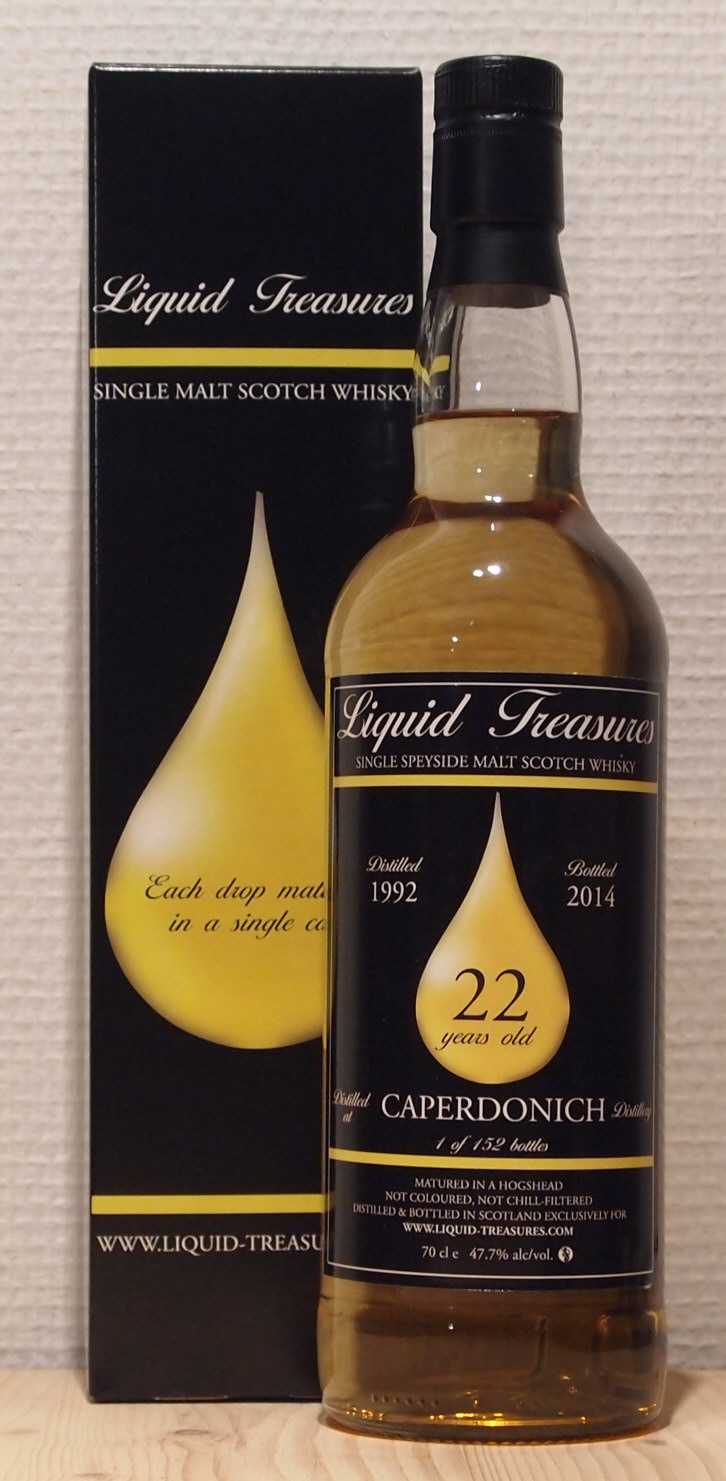 Liquid Treasures
SINGLE MALT SCOTCH WHISKY
Each drop
in a single
WWW.LIQUID-TREASU
Liquid Treasures
SINGLE SPEYSIDE MALT SCOTCH WHISKY
Distilled
1992
Bottled
2014
22
years old
Distilled at CAPERDONICH Distillery
1 of 152 bottles
MATURED IN A HOGSHEAD
NOT COLOURED, NOT CHILL-FILTERED
DISTILLED & BOTTLED IN SCOTLAND EXCLUSIVELY FOR
WWW.LIQUID-TREASURES.COM
70 cl e 47.7% alc/vol.